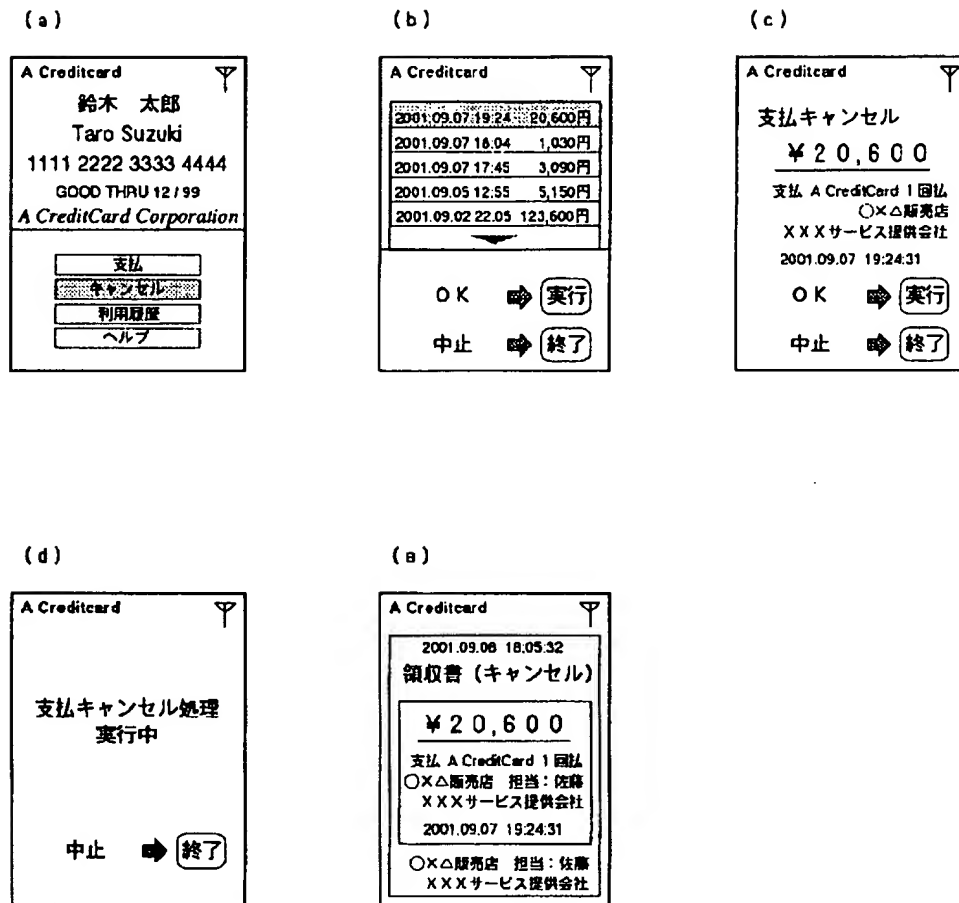 (a)
A Creditcard
鈴木 太郎
Taro Suzuki
1111 2222 3333 4444
GOOD THRU 12/99
A CreditCard Corporation
支払
キャンセル
利用履歴
ヘルプ
(b)
A Creditcard
2001.09.07 19:24 20,600円
2001.09.07 18:04 1,030円
2001.09.07 17:45 3,090円
2001.09.05 12:55 5,150円
2001.09.02 22.05 123,600円
OK 実行
中止 終了
(c)
A Creditcard
支払キャンセル
¥20,600
支払 A CreditCard 1回払
○×△販売店
XXXサービス提供会社
2001.09.07 19:24:31
OK 実行
中止 終了
(d)
A Creditcard
支払キャンセル処理
実行中
中止 終了
(e)
A Creditcard
2001.09.08 18:05:32
領収書(キャンセル)
¥20,600
支払 A CreditCard 1回払
○×△販売店 担当:佐藤
XXXサービス提供会社
2001.09.07 19:24:31
○×△販売店 担当:佐藤
XXXサービス提供会社